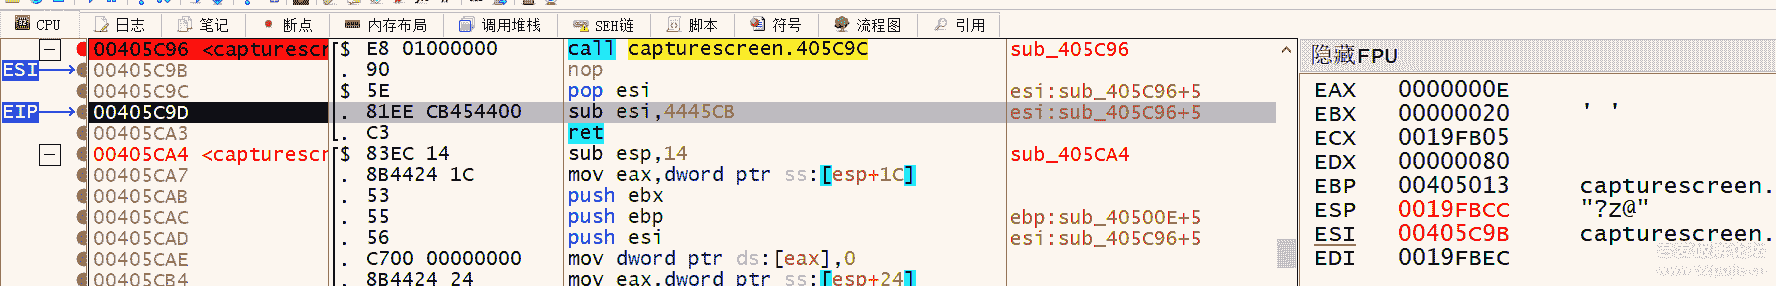 CPU 日志 笔记 断点 内存布局 调用堆栈 SEH链 脚本 符号 流程图 引用
00405C96 <capturescreen [$ E8 01000000 call capturescreen.405C9C sub_405C96
ESI 00405C9B . 90 nop
00405C9C $ 5E pop esi esi:sub_405C96+5
EIP 00405C9D . 81EE CB454400 sub esi,4445CB esi:sub_405C96+5
00405CA3 . C3 ret
00405CA4 <capturescr [$ 83EC 14 sub esp,14 sub_405CA4
00405CA7 . 8B4424 1C mov eax,dword ptr ss:[esp+1C]
00405CAB . 53 push ebx
00405CAC . 55 push ebp ebp:sub_40500E+5
00405CAD . 56 push esi esi:sub_405C96+5
00405CAE . C700 00000000 mov dword ptr ds:[eax],0
00405CB4 . 8B4424 24 mov eax,dword ptr ss:[esp+24]
隐藏FPU
EAX 0000000E
EBX 00000020 ' '
ECX 0019FB05
EDX 00000080
EBP 00405013 capturescreen.
ESP 0019FBCC "?z@"
ESI 00405C9B capturescreen.
EDI 0019FBEC